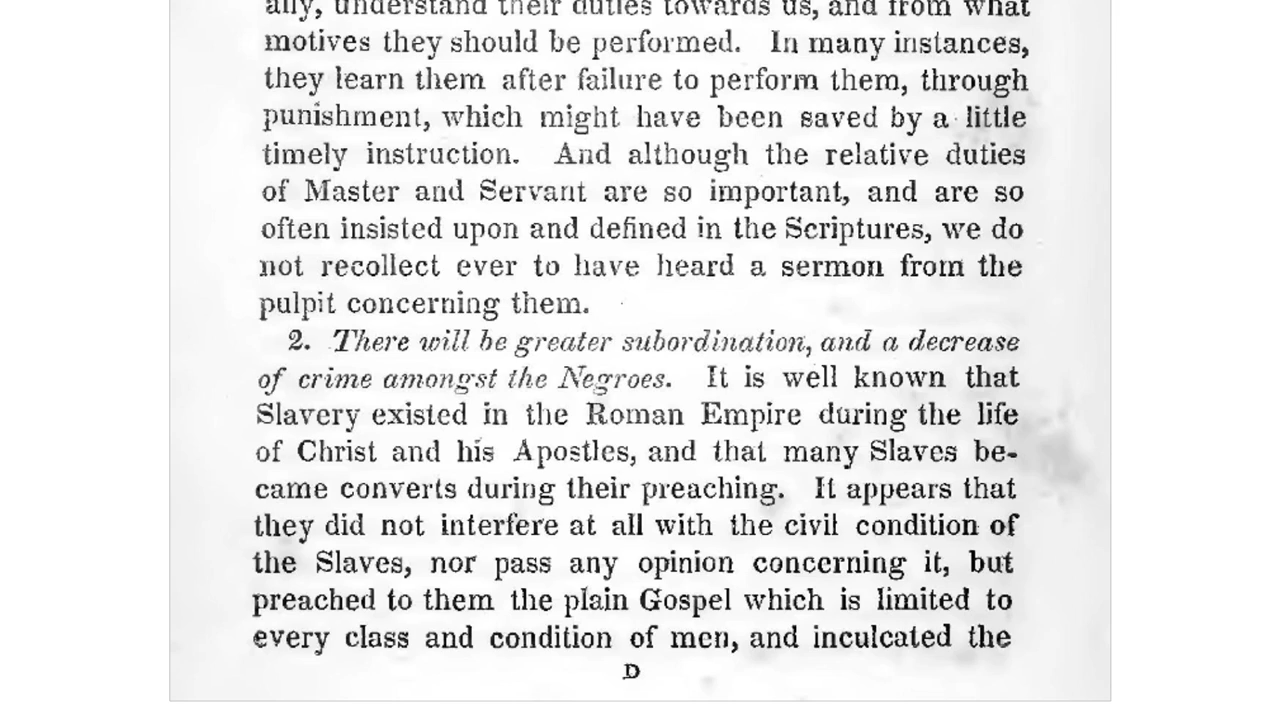 ally, understand their duties towards us, and from what
motives they should be performed. In many instances,
they learn them after failure to perform them, through
punishment, which might have been saved by a little
timely instruction. And although the relative duties
of Master and Servant are so important, and are so
often insisted upon and defined in the Scriptures, we do
not recollect ever to have heard a sermon from the
pulpit concerning them.
2. There will be greater subordination, and a decrease
of crime amongst the Negroes. It is well known that
Slavery existed in the Roman Empire during the life
of Christ and his Apostles, and that many Slaves be-
came converts during their preaching. It appears that
they did not interfere at all with the civil condition of
the Slaves, nor pass any opinion concerning it, but
preached to them the plain Gospel which is limited to
every class and condition of men, and inculcated the
D